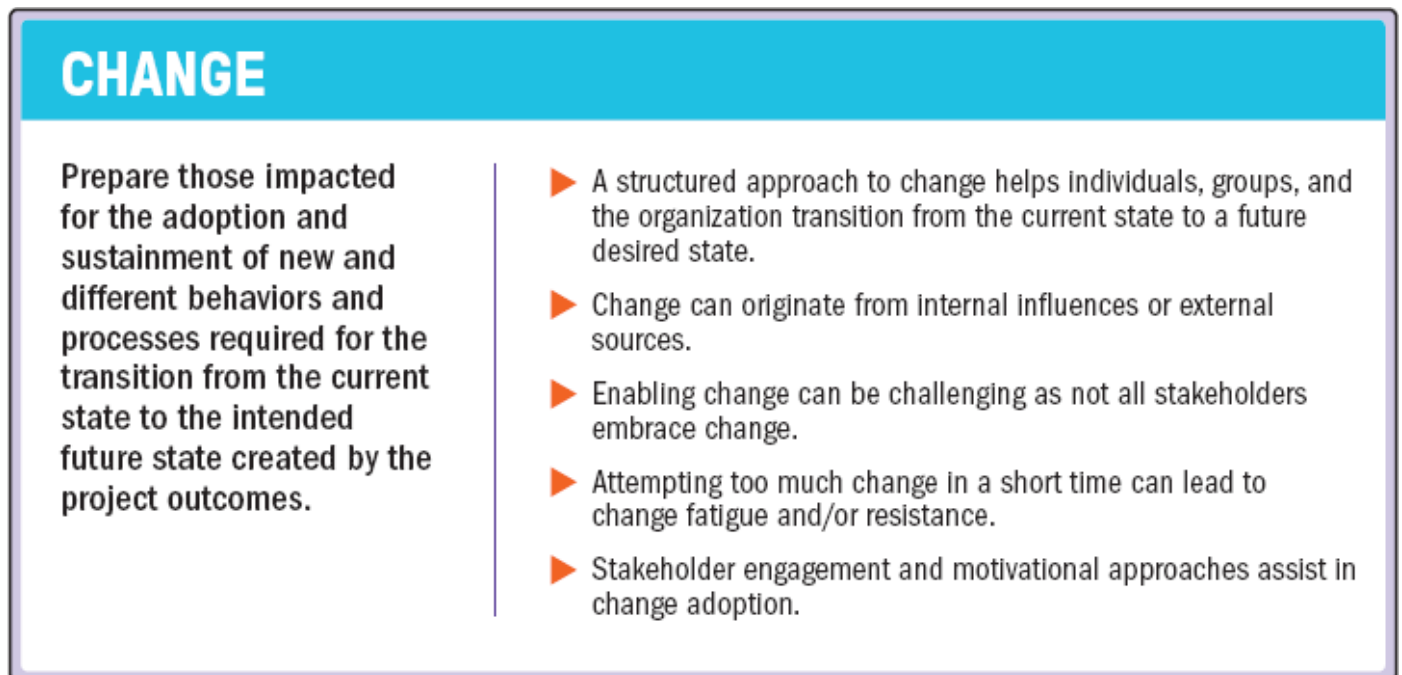 CHANGE
Prepare those impacted
for the adoption and
sustainment of new and
different behaviors and
processes required for the
transition from the current
state to the intended
future state created by the
project outcomes.
A structured approach to change helps individuals, groups, and
the organization transition from the current state to a future
desired state.
Change can originate from internal influences or external
sources.
Enabling change can be challenging as not all stakeholders
embrace change.
Attempting too much change in a short time can lead to
change fatigue and/or resistance.
Stakeholder engagement and motivational approaches assist in
change adoption.